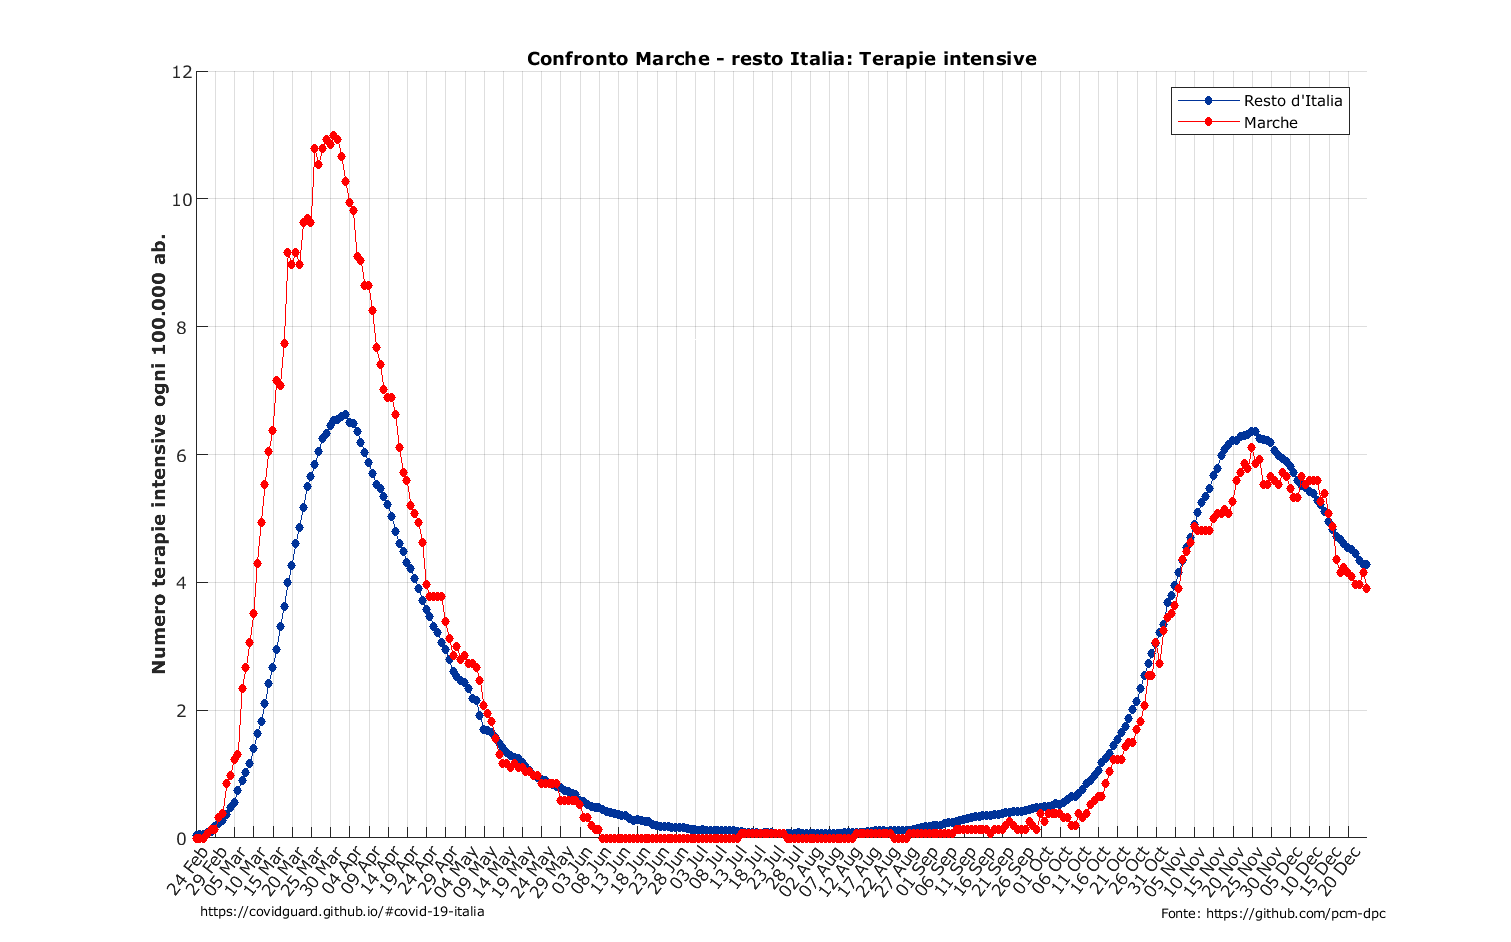 Confronto Marche - resto Italia: Terapie intensive
Resto d'Italia
Marche
Numero terapie intensive ogni 100.000 ab.
12
10
8
6
4
2
0
24 Feb
29 Feb
05 Mar
10 Mar
15 Mar
20 Mar
25 Mar
30 Mar
04 Apr
09 Apr
14 Apr
19 Apr
24 Apr
29 Apr
04 May
09 May
14 May
19 May
24 May
29 May
03 Jun
08 Jun
13 Jun
18 Jun
23 Jun
28 Jun
03 Jul
08 Jul
13 Jul
18 Jul
23 Jul
28 Jul
02 Aug
07 Aug
12 Aug
17 Aug
22 Aug
27 Aug
01 Sep
06 Sep
11 Sep
16 Sep
21 Sep
26 Sep
01 Oct
06 Oct
11 Oct
16 Oct
21 Oct
26 Oct
31 Oct
05 Nov
10 Nov
15 Nov
20 Nov
25 Nov
30 Nov
05 Dec
10 Dec
15 Dec
20 Dec
https://covidguard.github.io/#covid-19-italia
Fonte: https://github.com/pcm-dpc